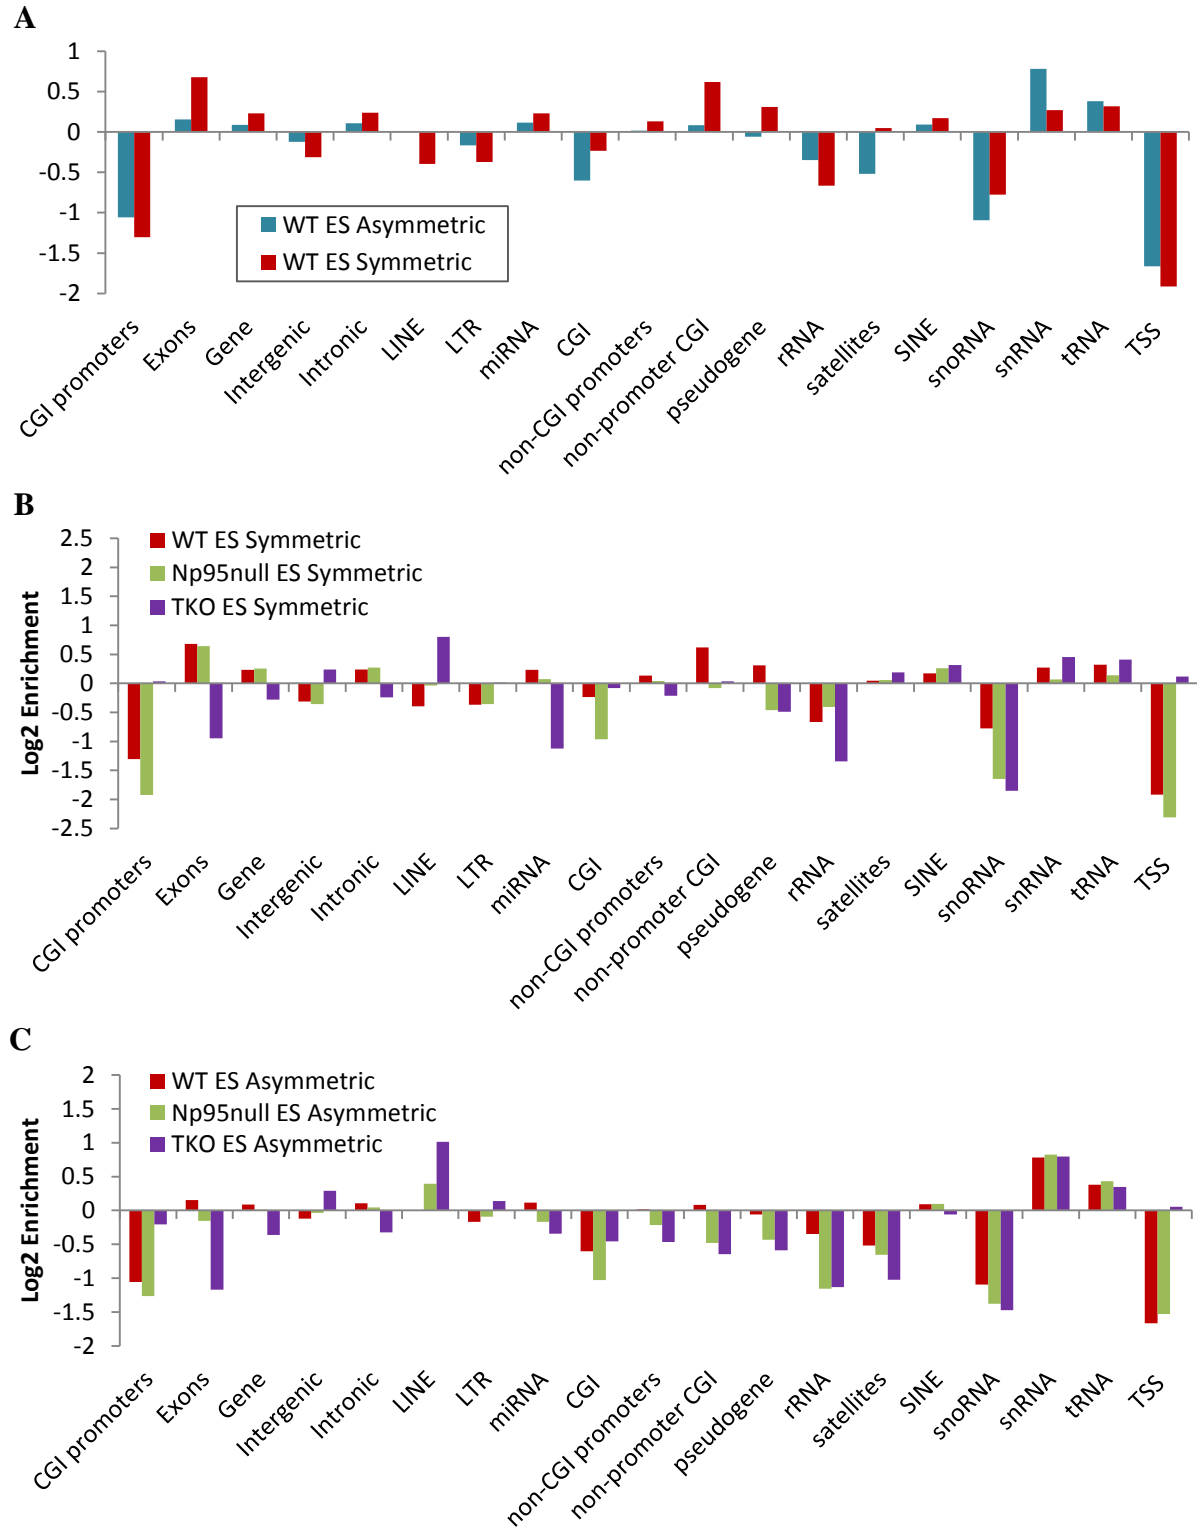 A
1
0.5
0
-0.5
-1
-1.5
-2
WT ES Asymmetric
WT ES Symmetric
CGI promoters
Exons
Gene
Intergenic
Intronic
LINE
LTR
miRNA
CGI
non-CGI promoters
non-promoter CGI
pseudogene
rRNA
satellites
SINE
snoRNA
snRNA
tRNA
TSS
B
Log2 Enrichment
2.5
2
1.5
1
0.5
0
-0.5
-1
-1.5
-2
-2.5
WT ES Symmetric
Np95null ES Symmetric
TKO ES Symmetric
CGI promoters
Exons
Gene
Intergenic
Intronic
LINE
LTR
miRNA
CGI
non-CGI promoters
non-promoter CGI
pseudogene
rRNA
satellites
SINE
snoRNA
snRNA
tRNA
TSS
C
Log2 Enrichment
2
1.5
1
0.5
0
-0.5
-1
-1.5
-2
WT ES Asymmetric
Np95null ES Asymmetric
TKO ES Asymmetric
CGI promoters
Exons
Gene
Intergenic
Intronic
LINE
LTR
miRNA
CGI
non-CGI promoters
non-promoter CGI
pseudogene
rRNA
satellites
SINE
snoRNA
snRNA
tRNA
TSS